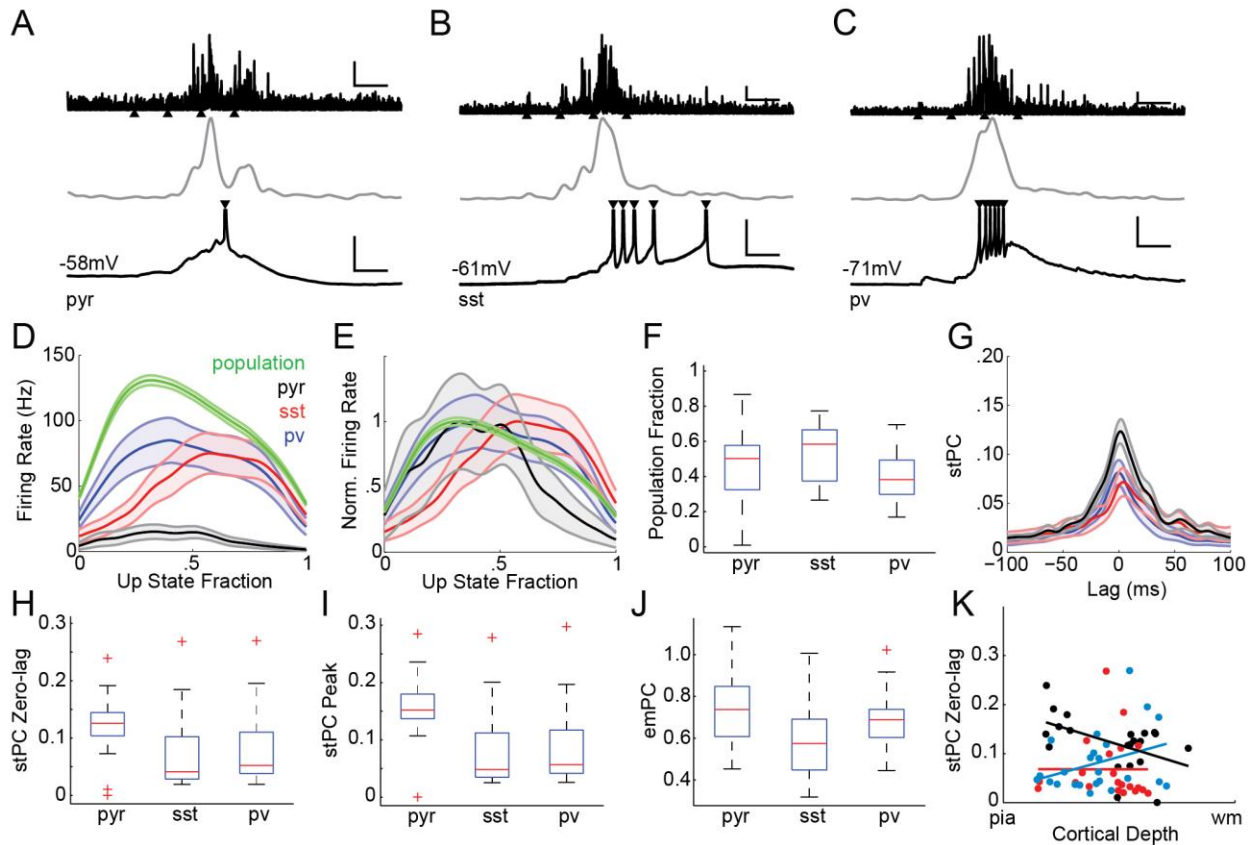 A
B
C
-58mV
pyr
-61mV
sst
-71mV
pv
D
Firing Rate (Hz)
150
100
50
0
population
pyr
sst
pv
0 .5 1
Up State Fraction
E
Norm. Firing Rate
1
.5
0
0 .5 1
Up State Fraction
F
Population Fraction
1
0.8
0.6
0.4
0.2
0
pyr sst pv
G
stPC
.20
.15
.10
.05
0
−100 −50 0 50 100
Lag (ms)
H
stPC Zero-lag
0.3
0.2
0.1
0
pyr sst pv
I
stPC Peak
0.3
0.2
0.1
0
pyr sst pv
J
emPC
1.0
0.8
0.6
0.4
pyr sst pv
K
stPC Zero-lag
0.3
0.2
0.1
0
pia wm
Cortical Depth